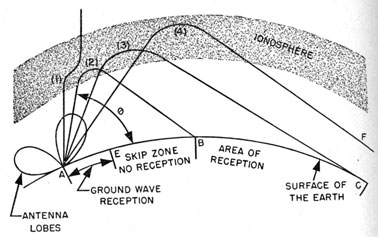 (4)
IONOSPHERE
(3)
(2)
(1)
θ
F
B
E
SKIP ZONE
NO RECEPTION
AREA OF
RECEPTION
A
C
GROUND WAVE
RECEPTION
SURFACE OF
THE EARTH
ANTENNA
LOBES